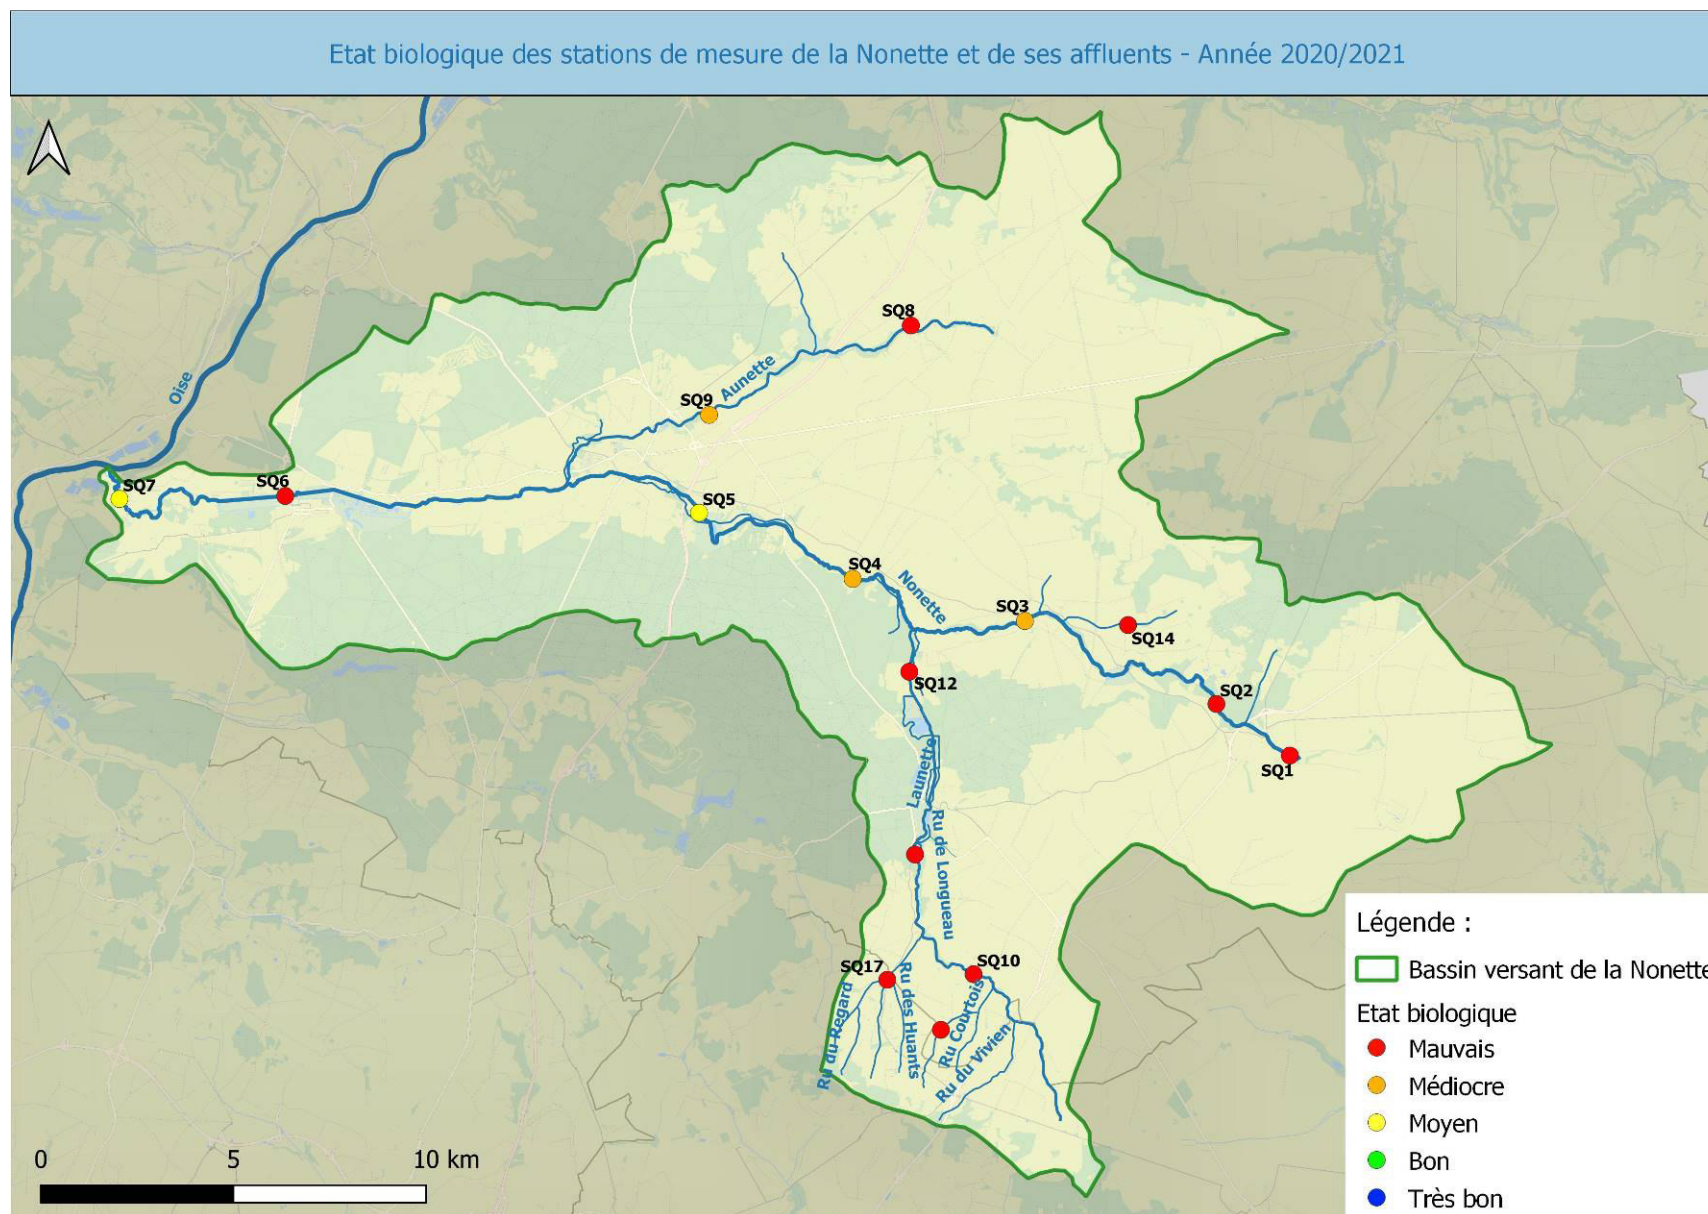 Etat biologique des stations de mesure de la Nonette et de ses affluents - Année 2020/2021
Oise
SQ8
Aunette
SQ9
SQ7
SQ6
SQ5
SQ4
Nonette
SQ3
SQ14
SQ12
SQ2
SQ1
Launette
Ru de Longueau
SQ17
SQ10
Ru du Regard
Ru des Huants
Ru Courtois
Ru du Vivien
0 5 10 km
Légende :
Bassin versant de la Nonette
Etat biologique
Mauvais
Médiocre
Moyen
Bon
Très bon